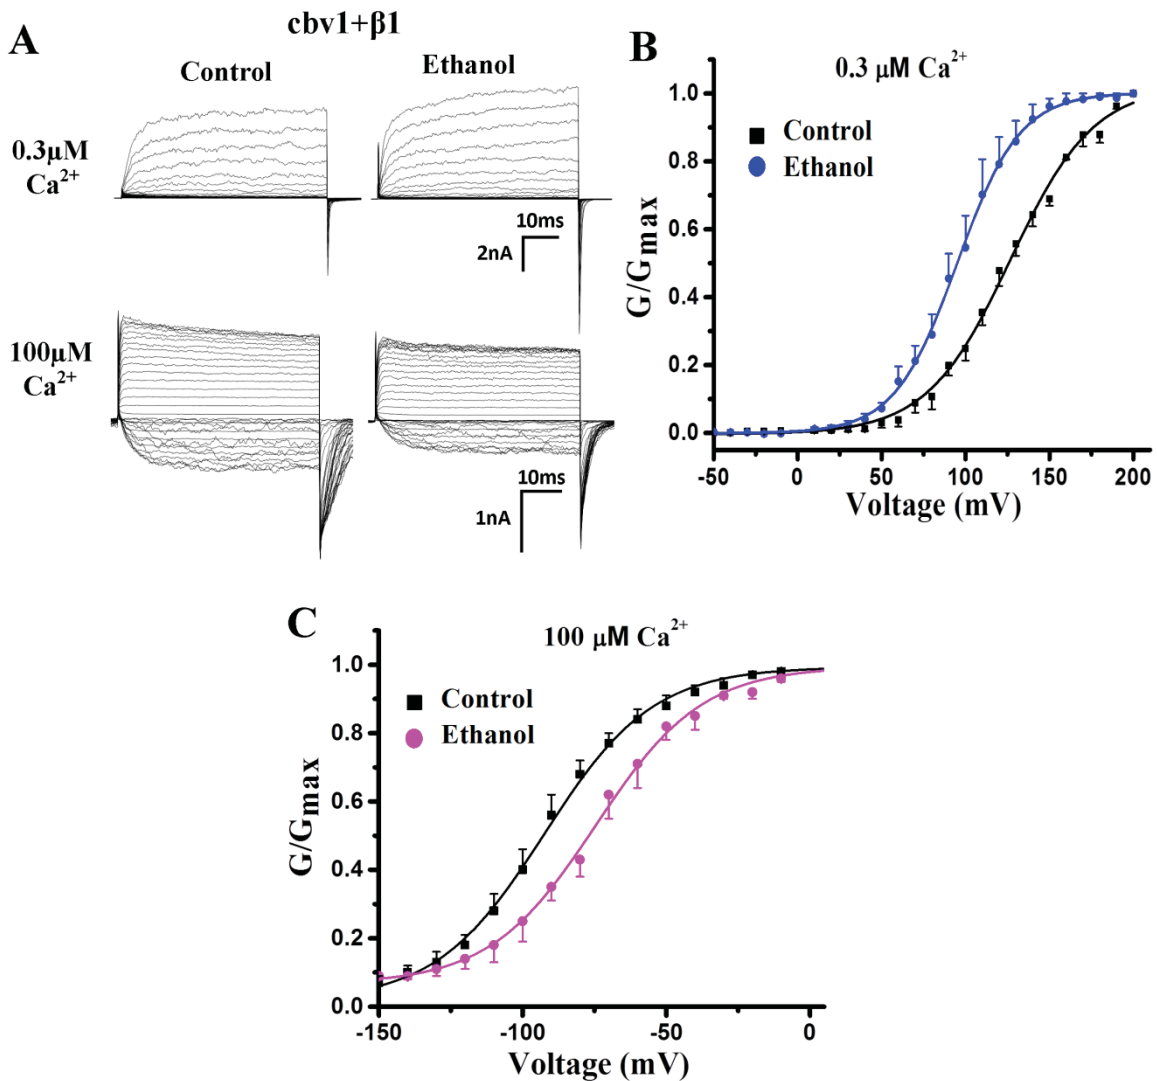 A
cbv1+β1
Control
Ethanol
0.3μM
Ca²⁺
10ms
2nA
100μM
Ca²⁺
10ms
1nA
B
0.3 μM Ca²⁺
Control
Ethanol
G/Gmax
1.0
0.8
0.6
0.4
0.2
0.0
-50 0 50 100 150 200
Voltage (mV)
C
100 μM Ca²⁺
Control
Ethanol
G/Gmax
1.0
0.8
0.6
0.4
0.2
0.0
-150 -100 -50 0
Voltage (mV)